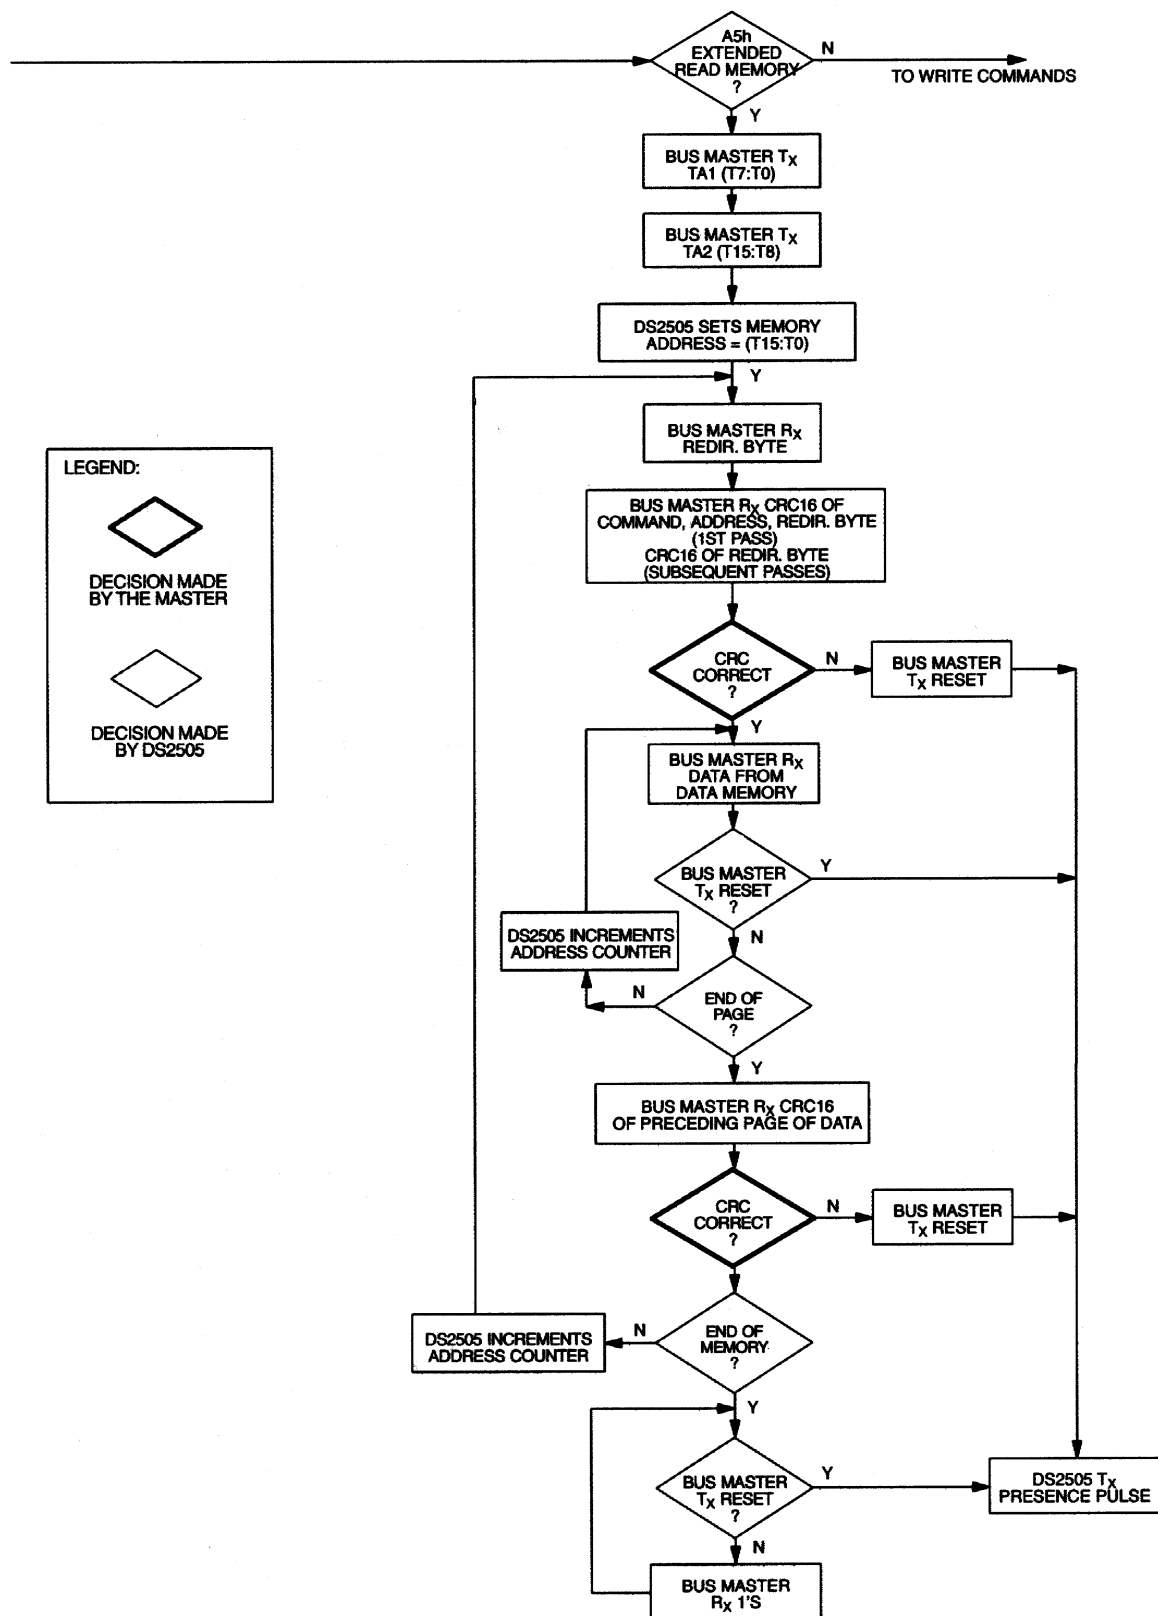 A5h
EXTENDED
READ MEMORY
?
N
TO WRITE COMMANDS
Y
BUS MASTER TX
TA1 (T7:T0)
BUS MASTER TX
TA2 (T15:T8)
DS2505 SETS MEMORY
ADDRESS = (T15:T0)
Y
BUS MASTER RX
REDIR. BYTE
LEGEND:
DECISION MADE
BY THE MASTER
DECISION MADE
BY DS2505
BUS MASTER RX CRC16 OF
COMMAND, ADDRESS, REDIR. BYTE
(1ST PASS)
CRC16 OF REDIR. BYTE
(SUBSEQUENT PASSES)
CRC
CORRECT
?
N
BUS MASTER
TX RESET
Y
BUS MASTER RX
DATA FROM
DATA MEMORY
BUS MASTER
TX RESET
?
Y
N
DS2505 INCREMENTS
ADDRESS COUNTER
END OF
PAGE
?
N
Y
BUS MASTER RX CRC16
OF PRECEDING PAGE OF DATA
CRC
CORRECT
?
N
BUS MASTER
TX RESET
END OF
MEMORY
?
N
DS2505 INCREMENTS
ADDRESS COUNTER
Y
BUS MASTER
TX RESET
?
Y
DS2505 TX
PRESENCE PULSE
N
BUS MASTER
RX 1'S